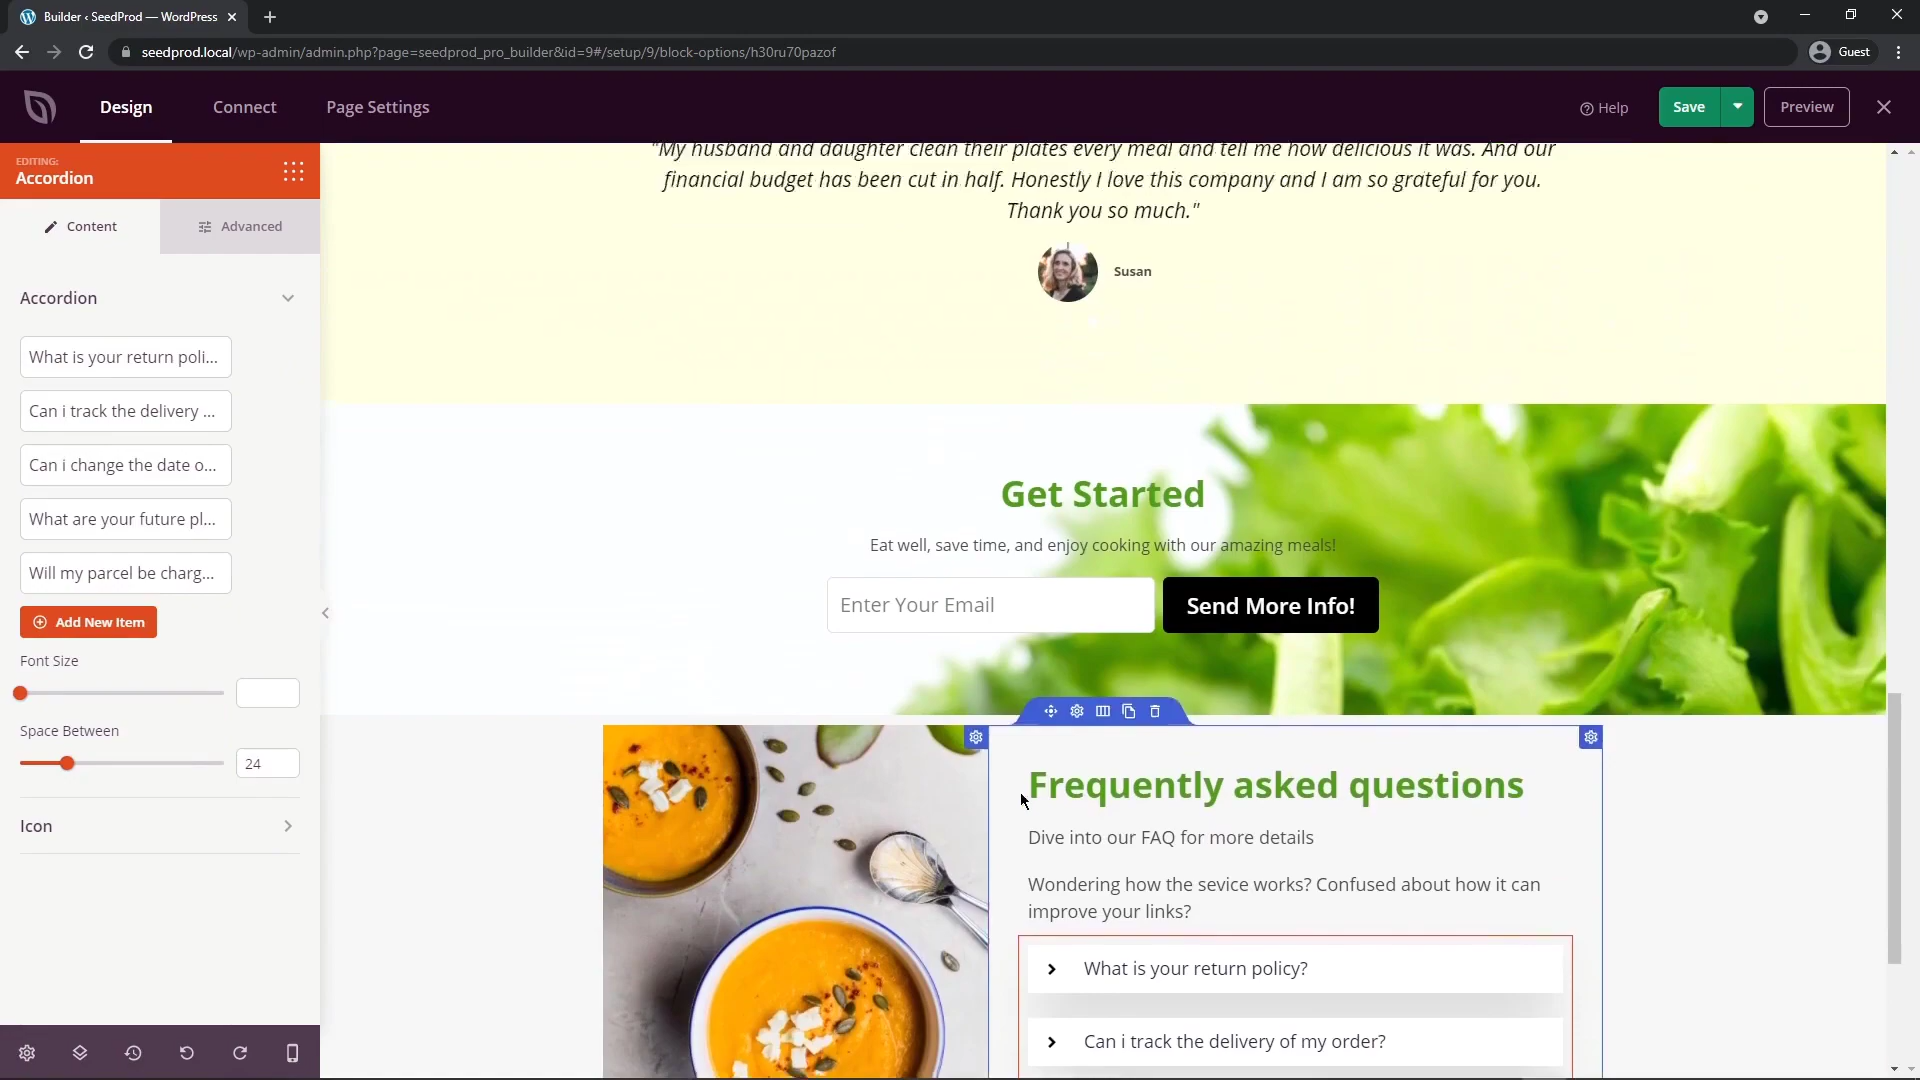 Builder ‹ SeedProd — WordPress
seedprod.local/wp-admin/admin.php?page=seedprod_pro_builder&id=9#/setup/9/block-options/h30ru70pazof
Guest
Design
Connect
Page Settings
Help
Save
Preview
EDITING:
Accordion
Content
Advanced
Accordion
What is your return poli...
Can i track the delivery ...
Can i change the date o...
What are your future pl...
Will my parcel be charg...
Add New Item
Font Size
Space Between
24
Icon
"My husband and daughter clean their plates every meal and tell me how delicious it was. And our
financial budget has been cut in half. Honestly I love this company and I am so grateful for you.
Thank you so much."
Susan
Get Started
Eat well, save time, and enjoy cooking with our amazing meals!
Enter Your Email
Send More Info!
Frequently asked questions
Dive into our FAQ for more details
Wondering how the sevice works? Confused about how it can
improve your links?
What is your return policy?
Can i track the delivery of my order?